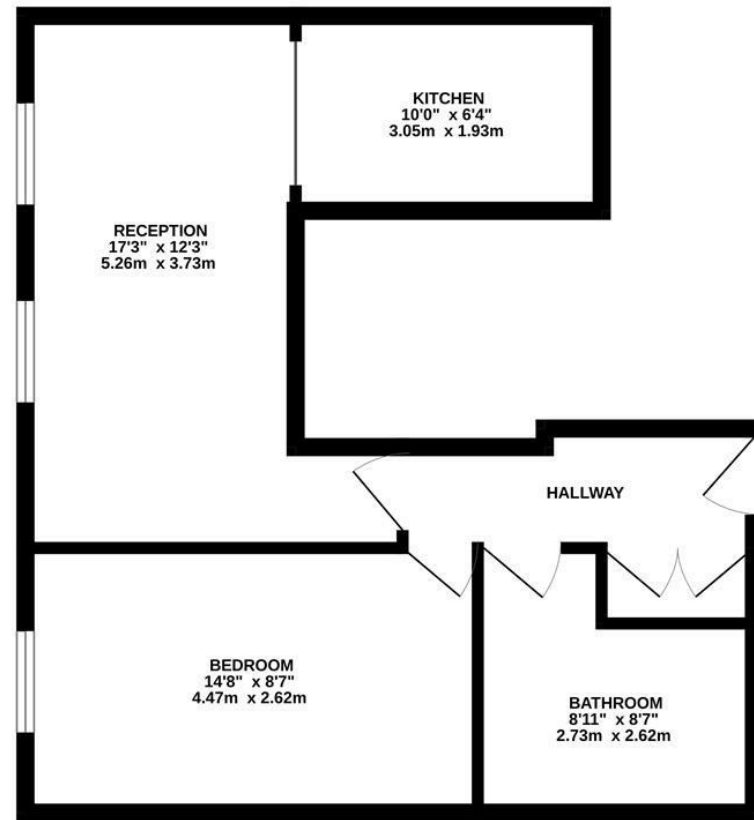 KITCHEN
10'0" x 6'4"
3.05m x 1.93m
RECEPTION
17'3" x 12'3"
5.26m x 3.73m
HALLWAY
BEDROOM
14'8" x 8'7"
4.47m x 2.62m
BATHROOM
8'11" x 8'7"
2.73m x 2.62m